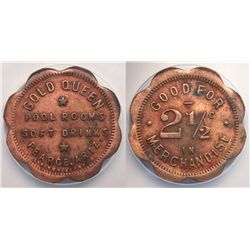 GOLD QUEEN
POOL ROOMS
SOFT DRINKS
PEARCE, ARIZ.
GOOD FOR
2½¢
IN
MERCHANDISE